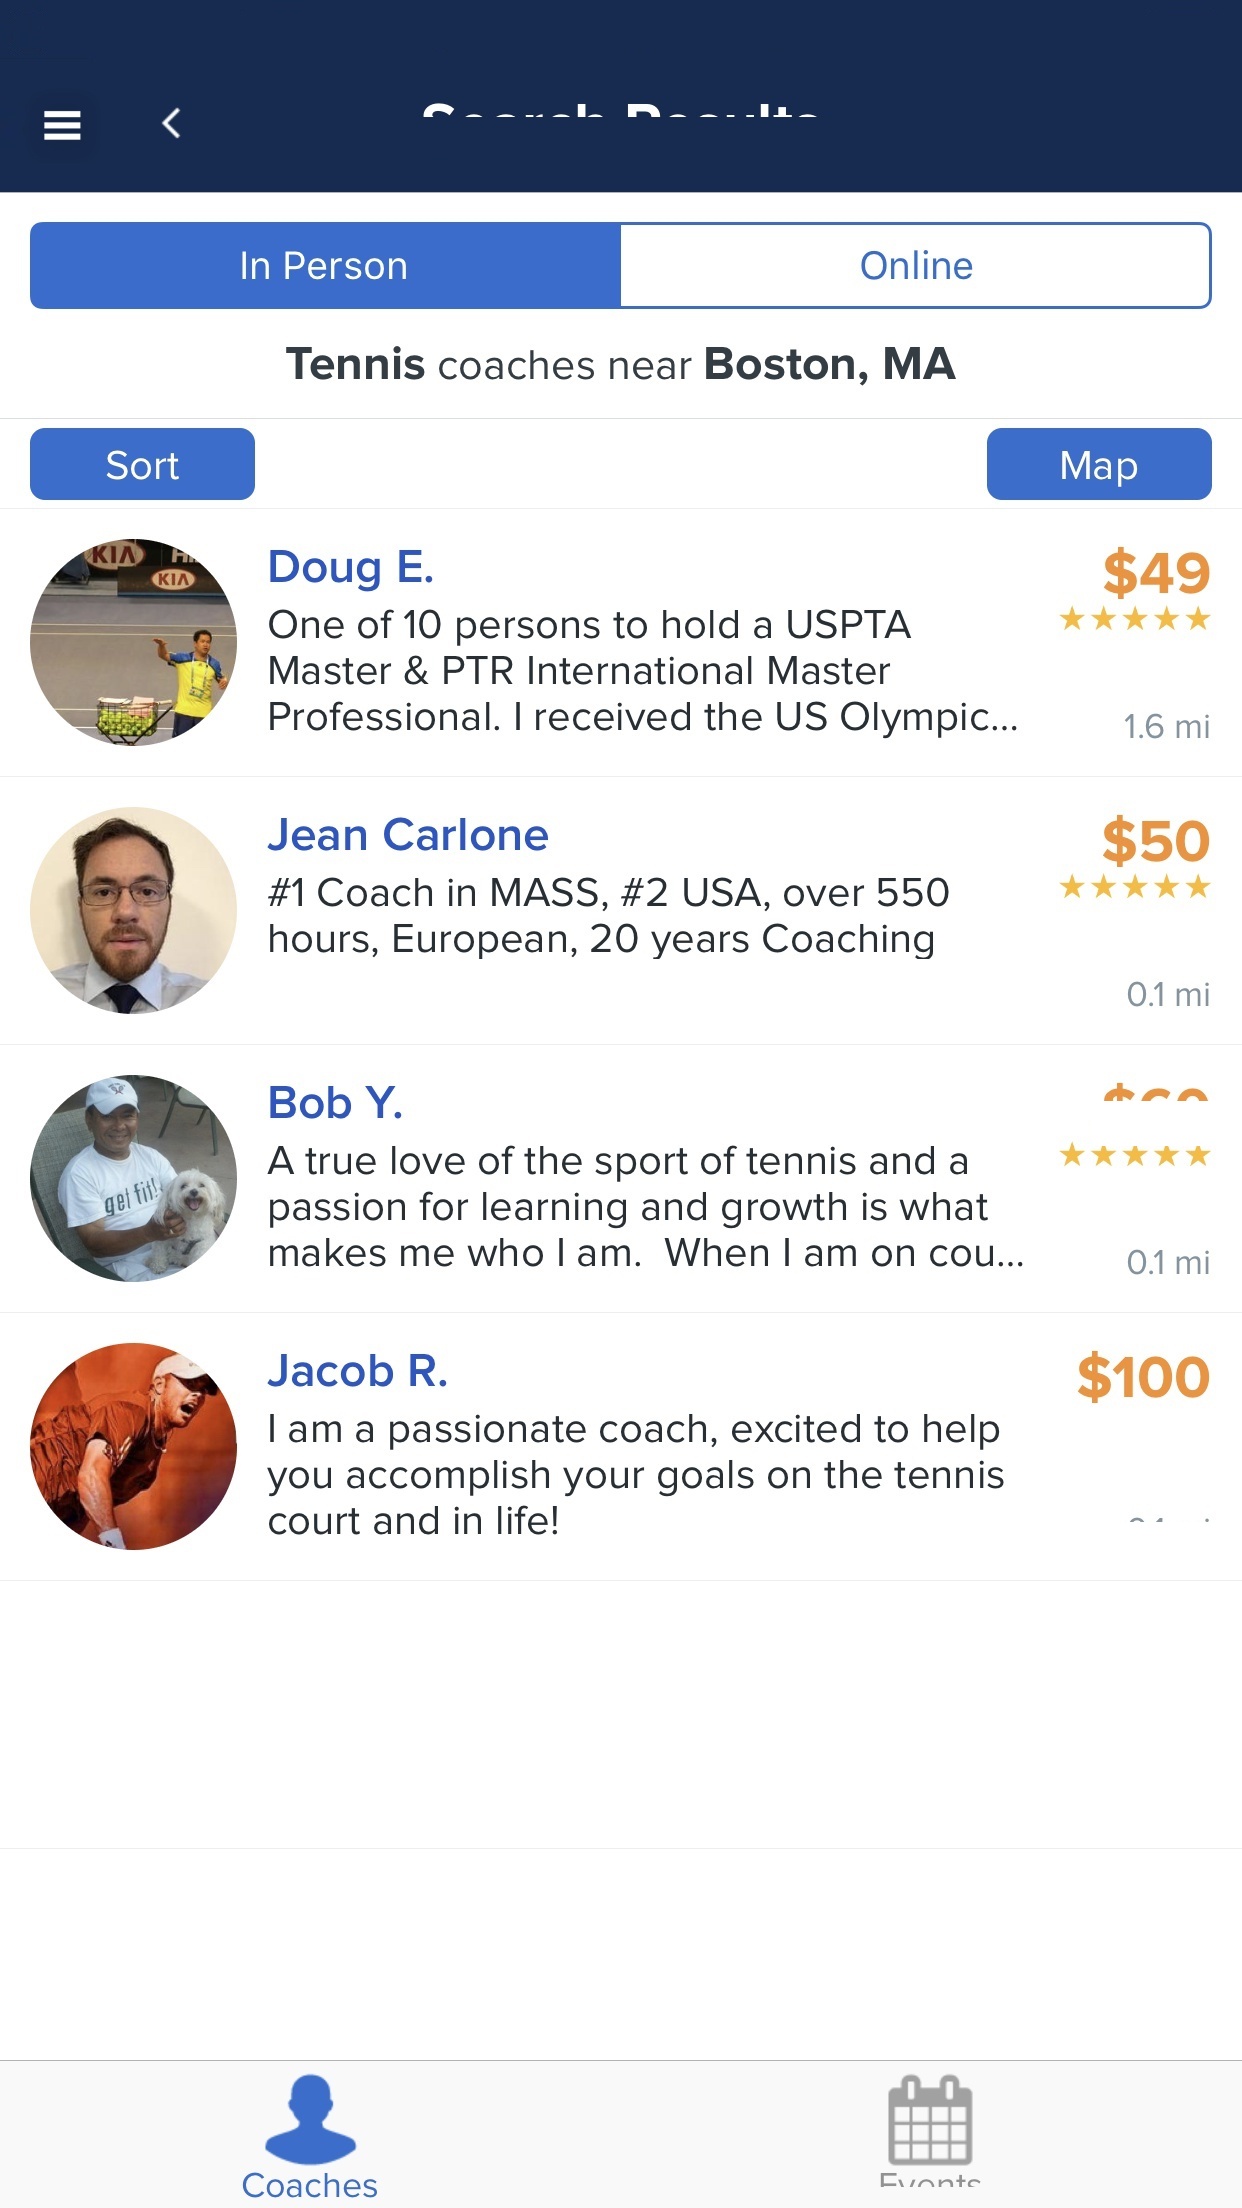 In Person
Online
Tennis coaches near Boston, MA
Sort
Map
KIA
KIA
Doug E.
$49
One of 10 persons to hold a USPTA
Master & PTR International Master
Professional. I received the US Olympic...
1.6 mi
Jean Carlone
$50
#1 Coach in MASS, #2 USA, over 550
hours, European, 20 years Coaching
0.1 mi
Bob Y.
A true love of the sport of tennis and a
passion for learning and growth is what
makes me who I am.  When I am on cou...
get fit!
0.1 mi
Jacob R.
$100
I am a passionate coach, excited to help
you accomplish your goals on the tennis
court and in life!
Coaches